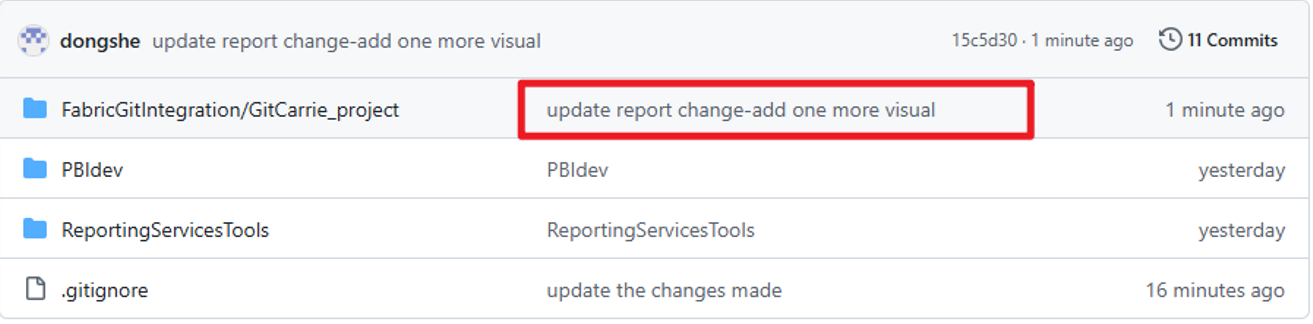 dongshe update report change-add one more visual 15c5d30 · 1 minute ago 11 Commits
FabricGitIntegration/GitCarrie_project update report change-add one more visual 1 minute ago
PBIdev PBIdev yesterday
ReportingServicesTools ReportingServicesTools yesterday
.gitignore update the changes made 16 minutes ago